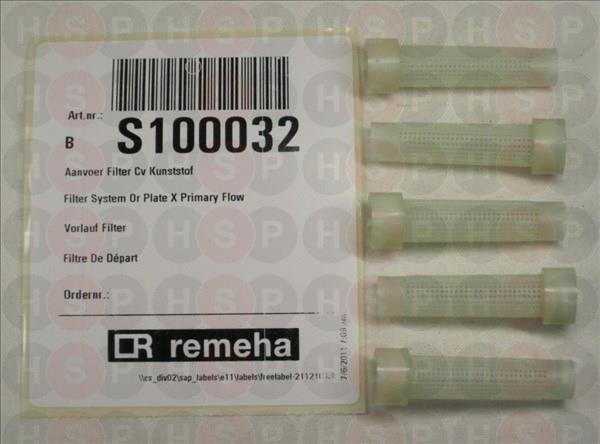 Art.nr.:
B S100032
Aanvoer Filter Cv Kunststof
Filter System Or Plate X Primary Flow
Vorlauf Filter
Filtre De Départ
Ordernr.:
remeha
HSP